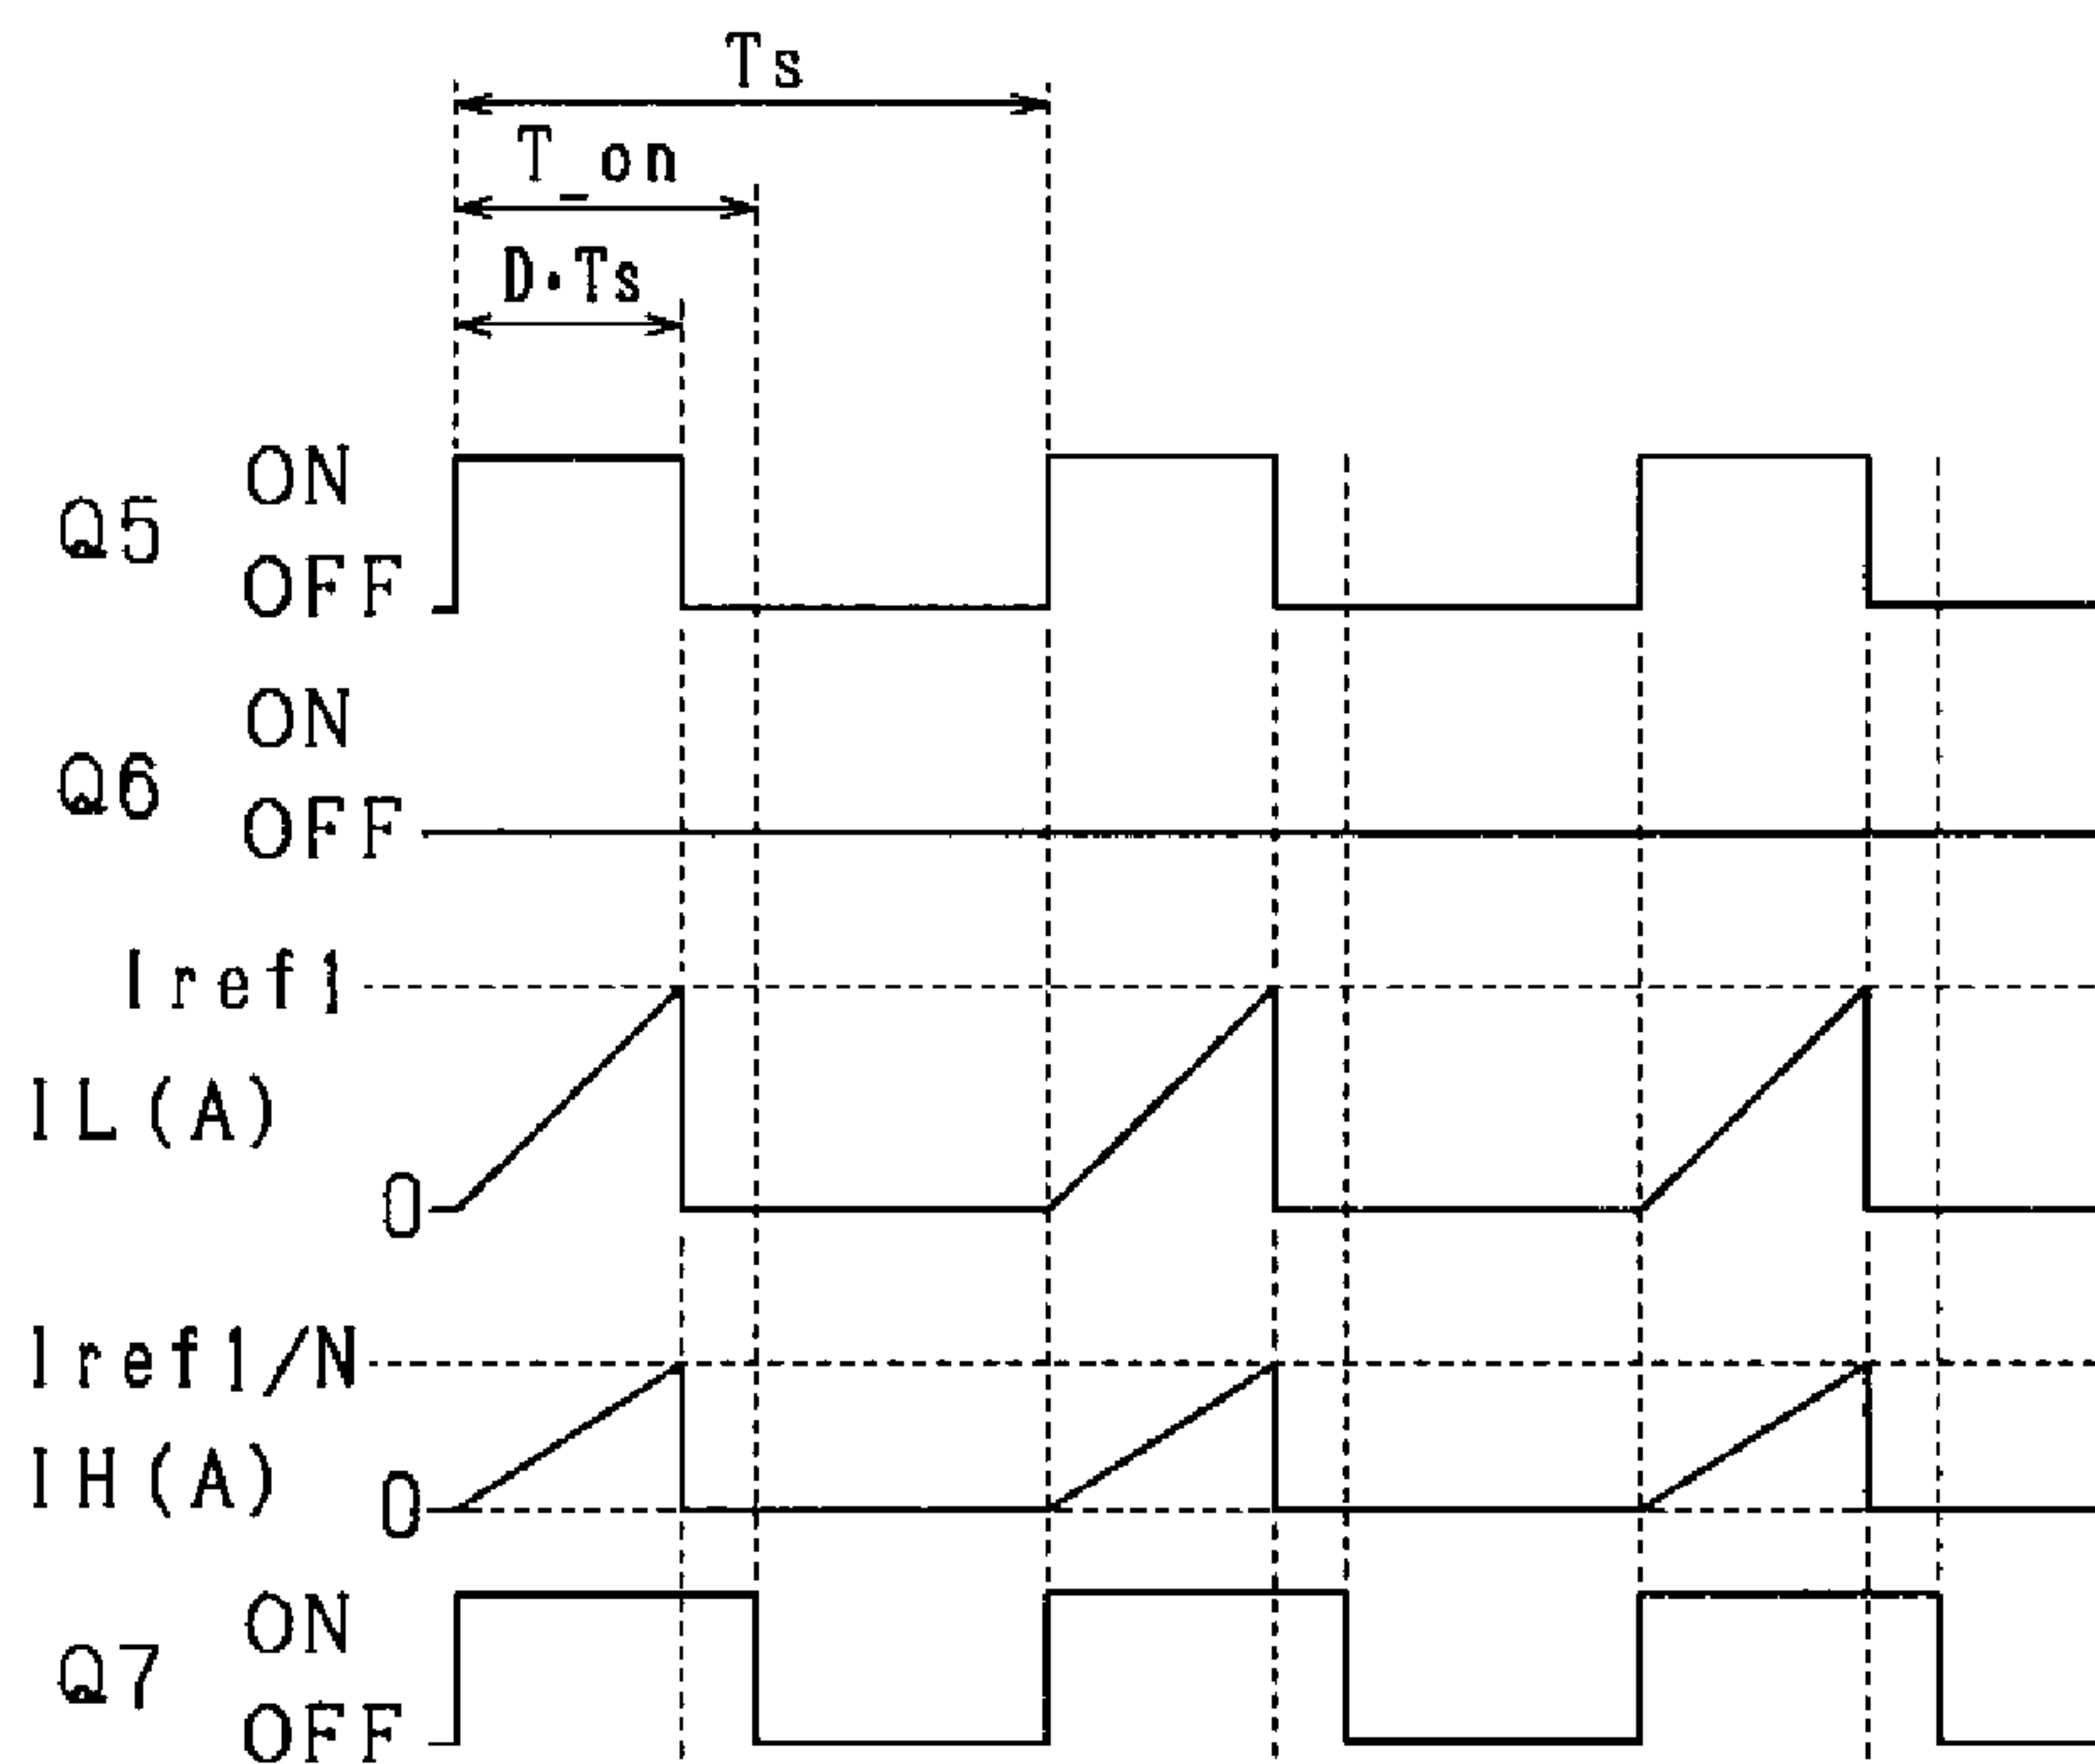 Ts
T_on
D·Ts
Q5
ON
OFF
Q6
ON
OFF
Iref1
IL(A)
0
Iref1/N
IH(A)
0
Q7
ON
OFF